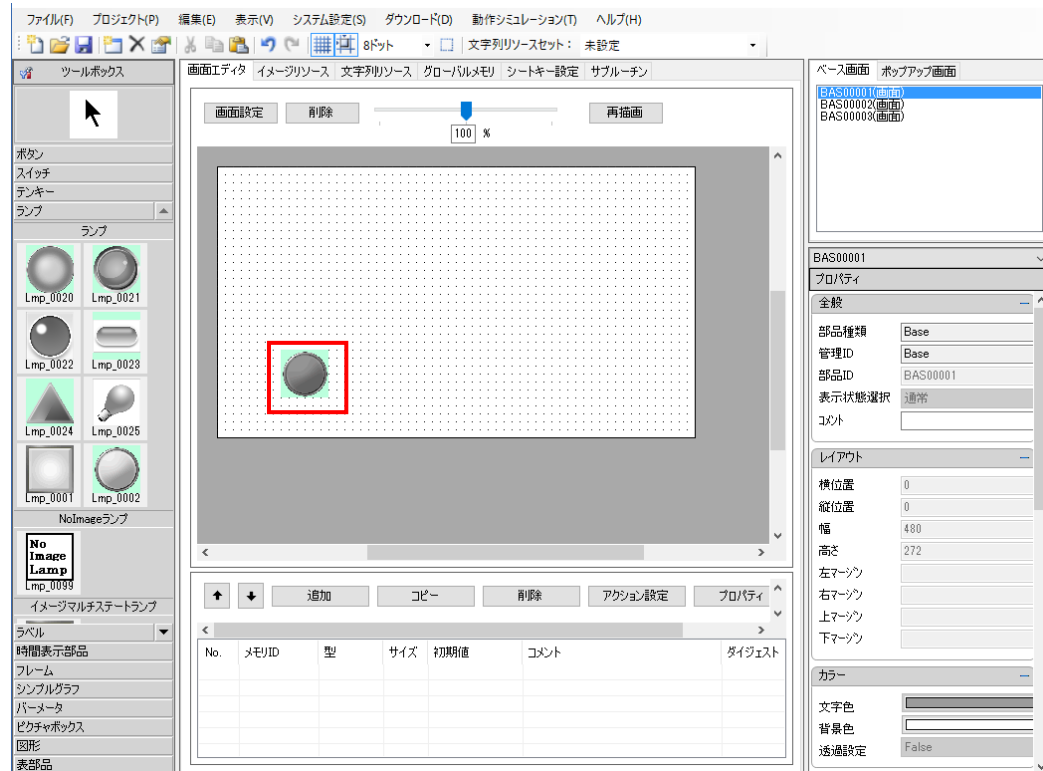 ファイル(F) プロジェクト(P) 編集(E) 表示(V) システム設定(S) ダウンロード(D) 動作シミュレーション(T) ヘルプ(H)
8ドット 文字列リソースセット： 未設定
ツールボックス
ボタン
スイッチ
テンキー
ランプ
ランプ
Lmp_0020 Lmp_0021
Lmp_0022 Lmp_0023
Lmp_0024 Lmp_0025
Lmp_0001 Lmp_0002
NoImageランプ
No
Image
Lamp
Lmp_0099
イメージマルチステートランプ
ラベル
時間表示部品
フレーム
シンプルグラフ
バーメータ
ピクチャボックス
図形
表部品
画面エディタ イメージリソース 文字列リソース グローバルメモリ シートキー設定 サブルーチン
画面設定 削除 100 % 再描画
追加 コピー 削除 アクション設定 プロパティ
No. メモリID 型 サイズ 初期値 コメント ダイジェスト
ベース画面 ポップアップ画面
BAS00001(画面)
BAS00002(画面)
BAS00003(画面)
BAS00001
プロパティ
全般
部品種類 Base
管理ID Base
部品ID BAS00001
表示状態選択 通常
コメント
レイアウト
横位置 0
縦位置 0
幅 480
高さ 272
左マージン
右マージン
上マージン
下マージン
カラー
文字色
背景色
透過設定 False